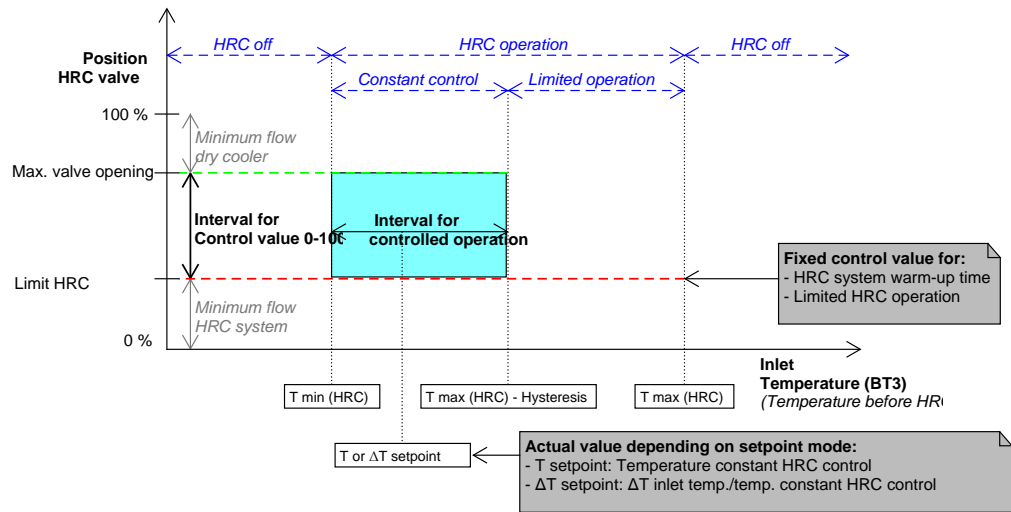 HRC off
HRC operation
HRC off
Position
HRC valve
Constant control
Limited operation
100 %
Minimum flow
dry cooler
Max. valve opening
Interval for
Control value 0-100
Interval for
controlled operation
Limit HRC
Fixed control value for:
- HRC system warm-up time
- Limited HRC operation
Minimum flow
HRC system
0 %
Inlet
Temperature (BT3)
(Temperature before HR
T min (HRC)
T max (HRC) - Hysteresis
T max (HRC)
T or ΔT setpoint
Actual value depending on setpoint mode:
- T setpoint: Temperature constant HRC control
- ΔT setpoint: ΔT inlet temp./temp. constant HRC control